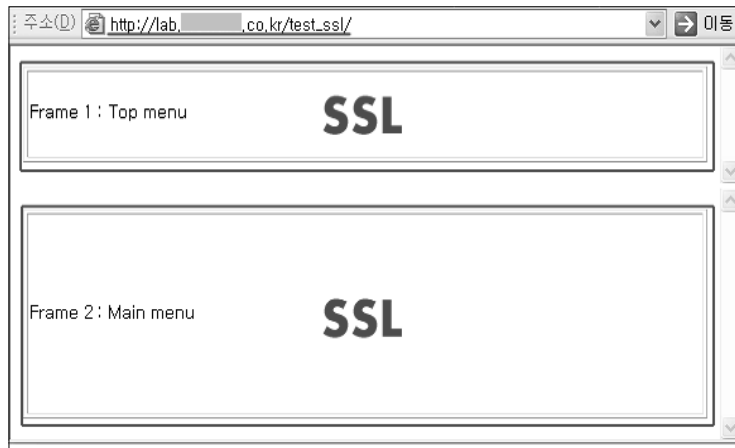 주소(D) http://lab. .co.kr/test_ssl/ 이동
Frame 1 : Top menu SSL
Frame 2 : Main menu SSL